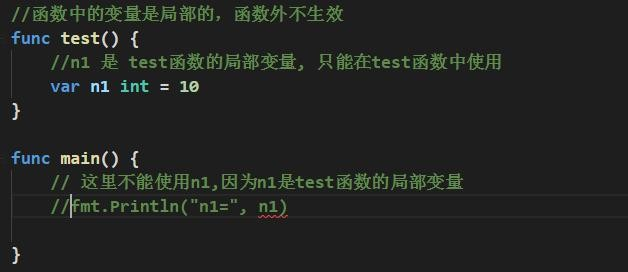 //函数中的变量是局部的，函数外不生效
func test() {
//n1 是 test函数的局部变量, 只能在test函数中使用
var n1 int = 10
}
func main() {
// 这里不能使用n1,因为n1是test函数的局部变量
//fmt.Println("n1=", n1)
}